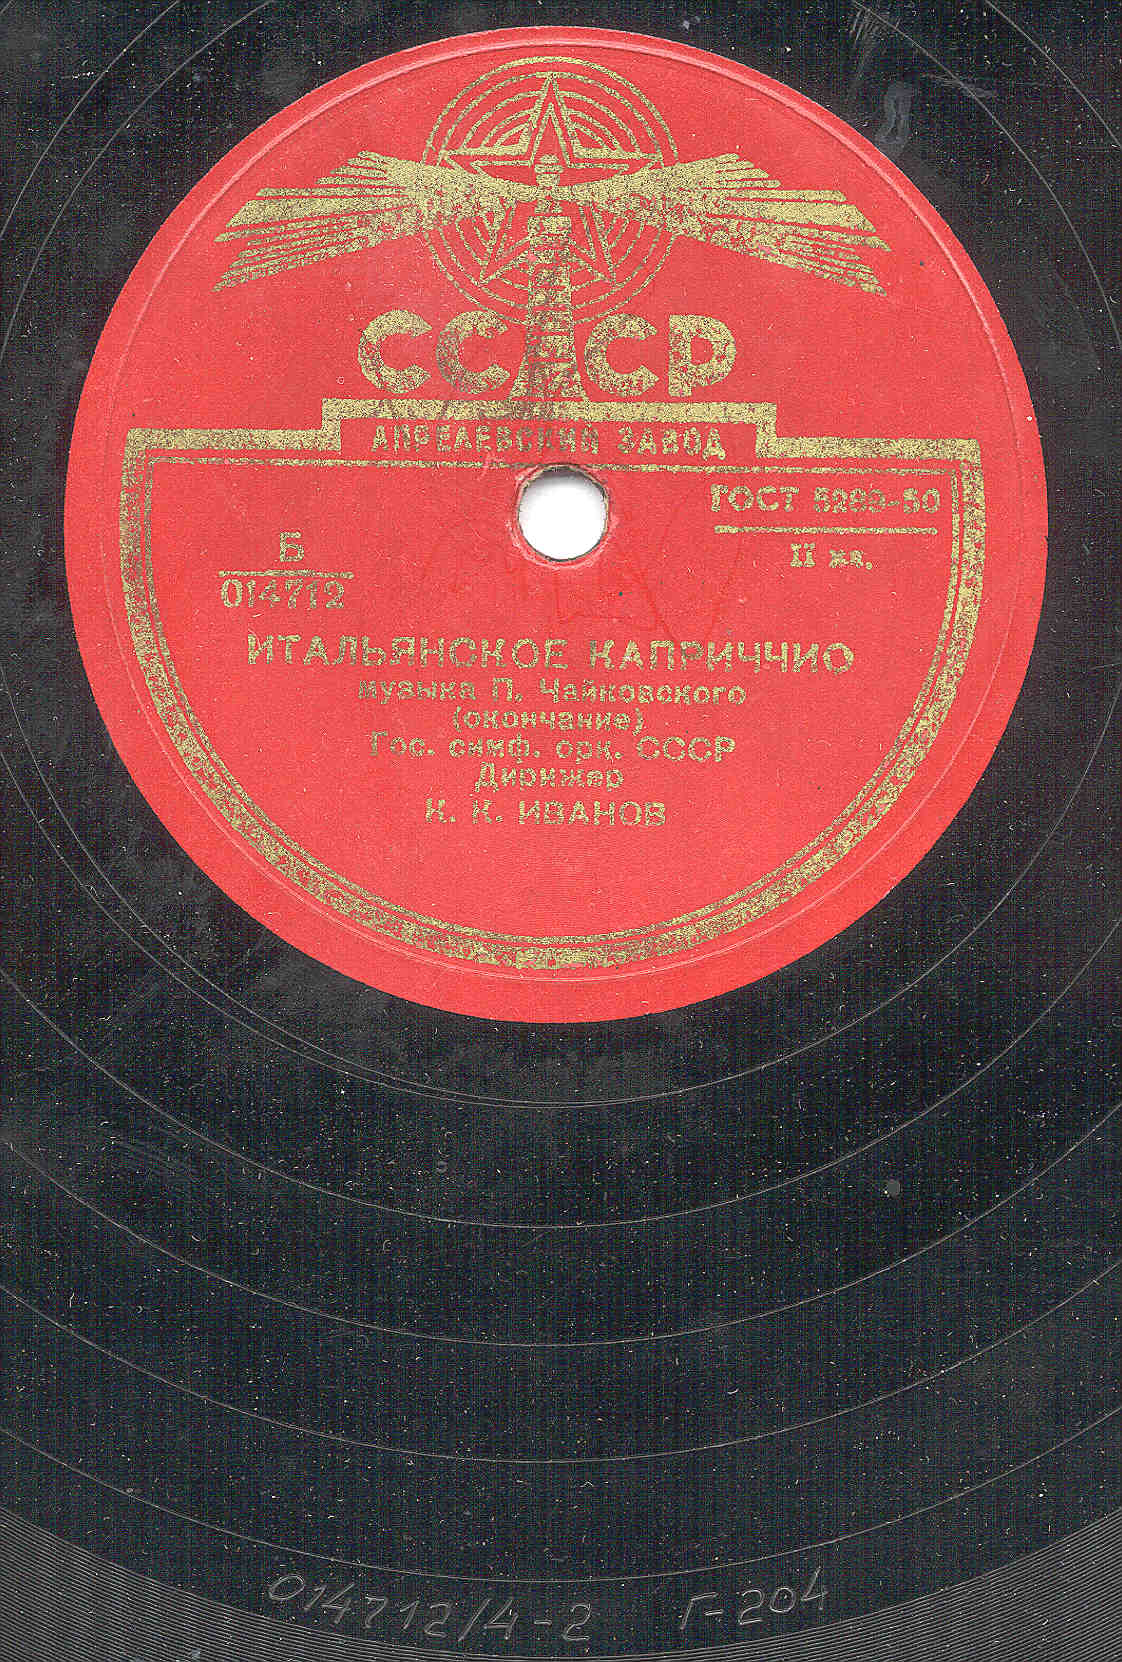 СССР
АПРЕЛЕВСКИЙ ЗАВОД
ГОСТ 5289-50
II кл.
Б
014712
ИТАЛЬЯНСКОЕ КАПРИЧЧИО
музыка П. Чайковского
(окончание)
Гос. симф. орк. СССР
Дирижер
К. К. ИВАНОВ
014712/4-2 Г-204